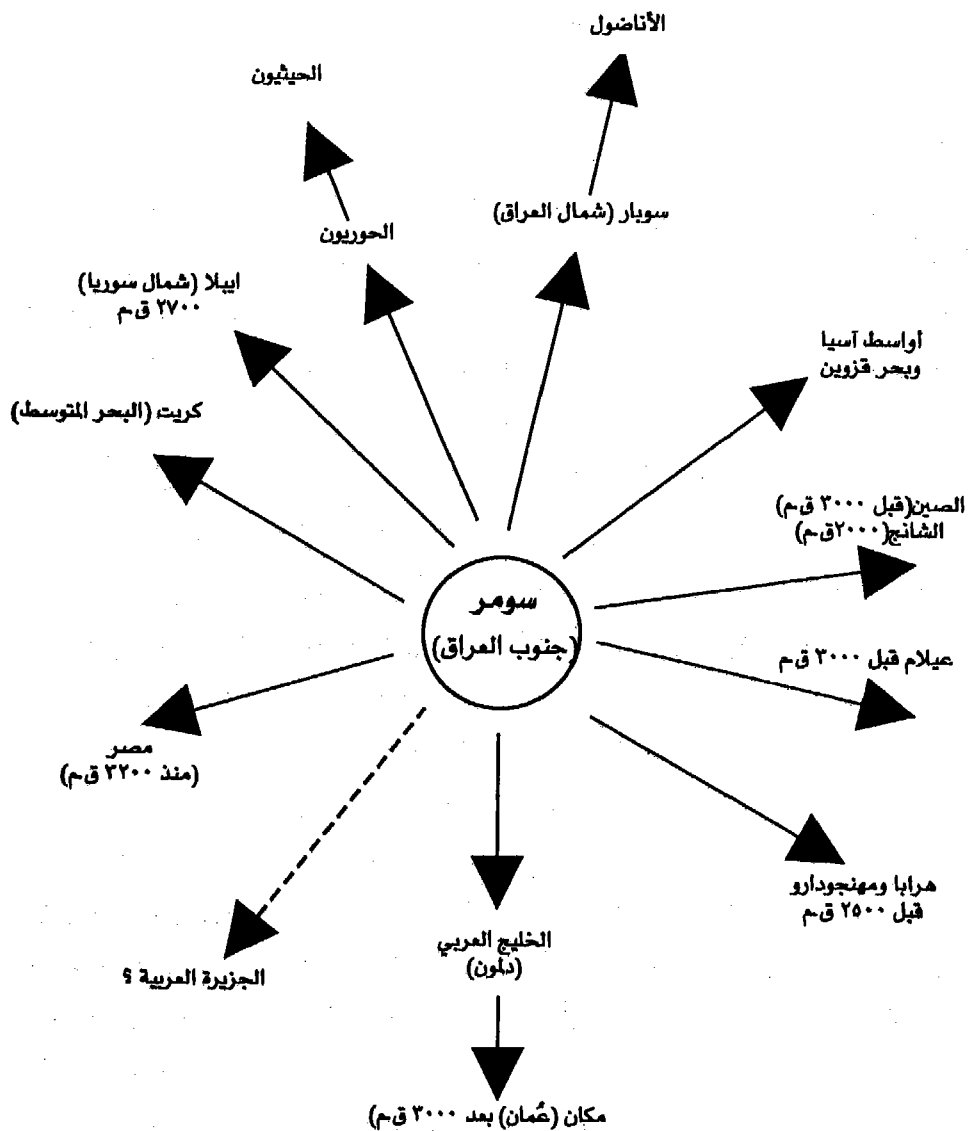 الأناضول
الحيثيون
سوبار (شمال العراق)
الحوريون
ايبلا (شمال سوريا)
٢٧٠٠ ق.م
أواسط آسيا
وبحر قزوين
كريت (البحر المتوسط)
الصين(قبل ٣٠٠٠ ق.م)
الشانج(٢٠٠٠ق.م)
سومر
(جنوب العراق)
عيلام قبل ٣٠٠٠ ق.م
مصر
(منذ ٣٢٠٠ ق.م)
هرابا ومهنجودارو
قبل ٢٥٠٠ ق.م
الخليج العربي
(دلمون)
الجزيرة العربية ؟
مكان (عُمان) بعد ٣٠٠٠ ق.م)